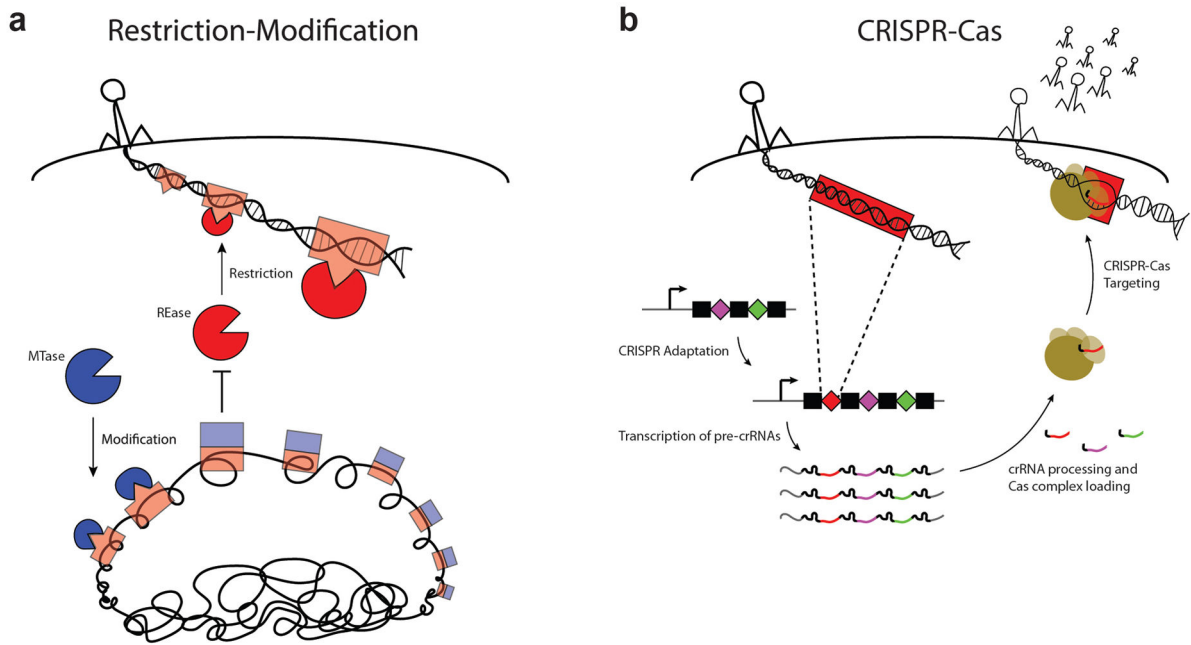 a
Restriction-Modification
REase
Restriction
MTase
Modification
b
CRISPR-Cas
CRISPR Adaptation
Transcription of pre-crRNAs
CRISPR-Cas
Targeting
crRNA processing and
Cas complex loading